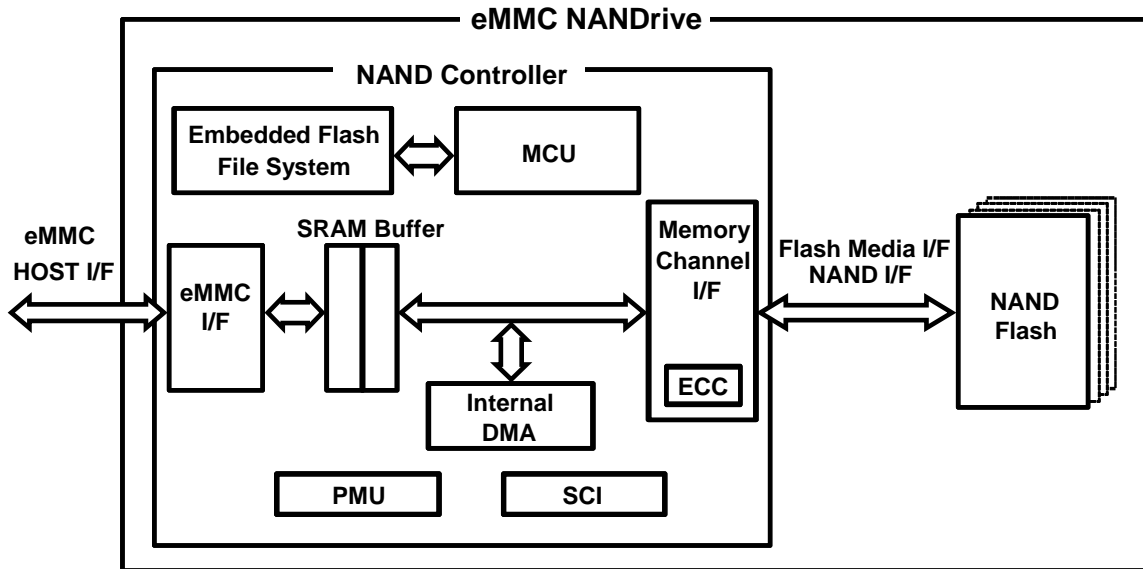 eMMC NANDrive
NAND Controller
Embedded Flash
File System
MCU
eMMC
HOST I/F
eMMC
I/F
SRAM Buffer
Memory
Channel
I/F
ECC
Flash Media I/F
NAND I/F
NAND
Flash
Internal
DMA
PMU
SCI